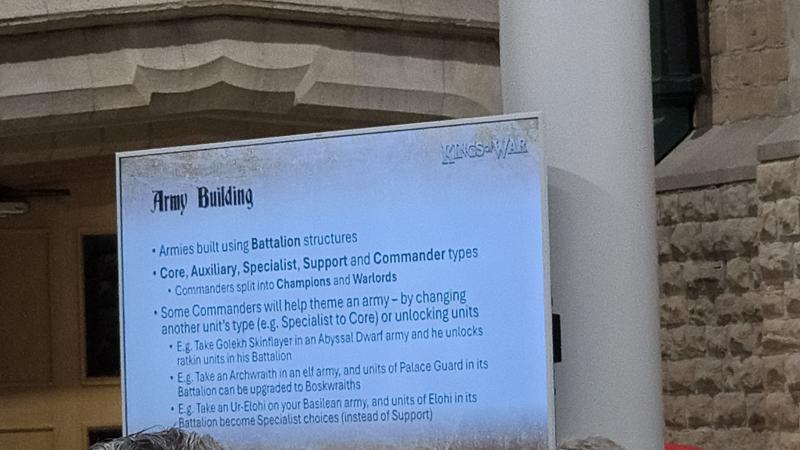 KINGS of WAR
Army Building
• Armies built using Battalion structures
• Core, Auxiliary, Specialist, Support and Commander types
• Commanders split into Champions and Warlords
• Some Commanders will help theme an army – by changing
another unit's type (e.g. Specialist to Core) or unlocking units
• E.g. Take Golekh Skinflayer in an Abyssal Dwarf army and he unlocks
ratkin units in his Battalion
• E.g. Take an Archwraith in an elf army, and units of Palace Guard in its
Battalion can be upgraded to Boskwraiths
• E.g. Take an Ur-Elohi on your Basilean army, and units of Elohi in its
Battalion become Specialist choices (instead of Support)